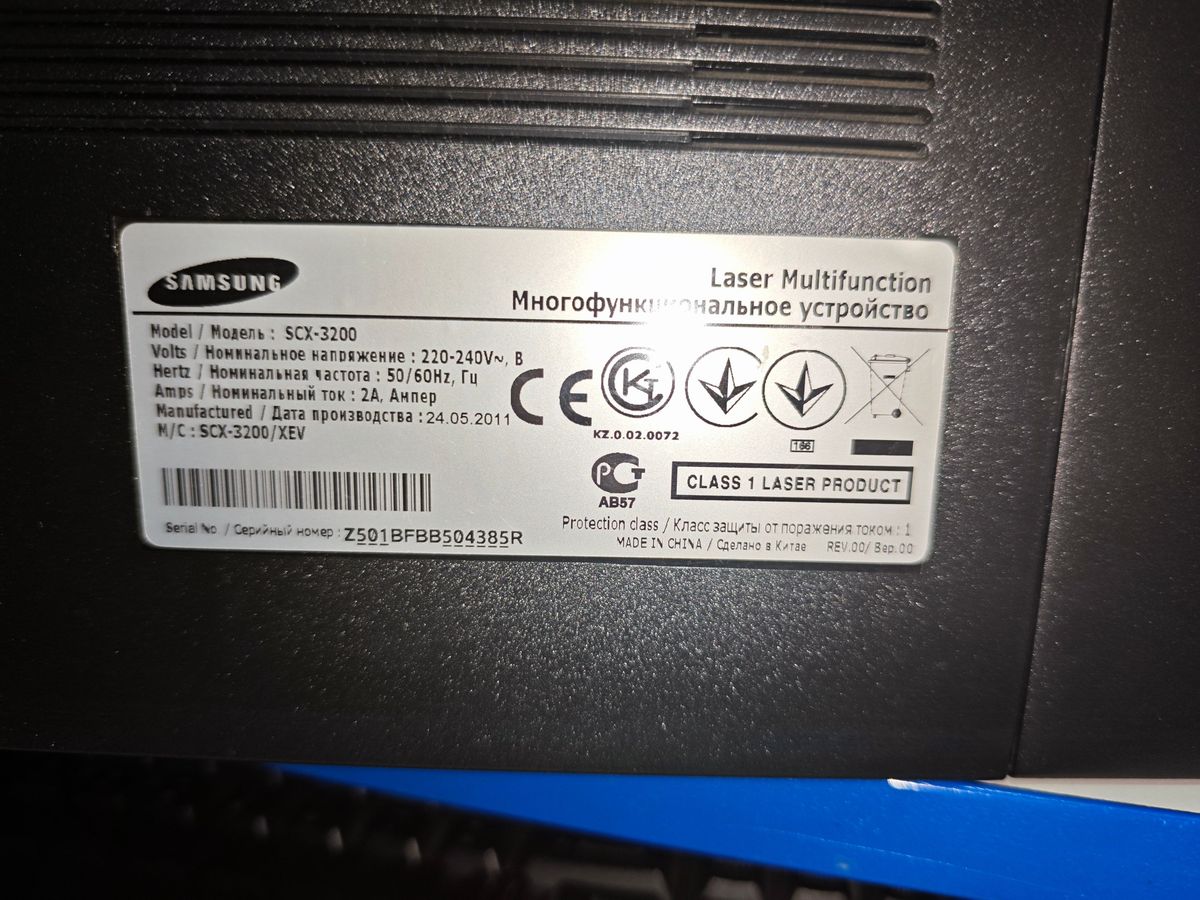 SAMSUNG
Laser Multifunction
Многофункциональное устройство
Model / Модель : SCX-3200
Volts / Номинальное напряжение : 220-240V~, В
Hertz / Номинальная частота : 50/60Hz, Гц
Amps / Номинальный ток : 2A, Ампер
Manufactured / Дата производства : 24.05.2011
M/C : SCX-3200/XEV
CE
KZ.0.02.0072
166
АВ57
CLASS 1 LASER PRODUCT
Serial No / Серийный номер : Z501BFBB504385R
Protection class / Класс защиты от поражения током : 1
MADE IN CHINA / Сделано в Китае REV.00/ Вер.00